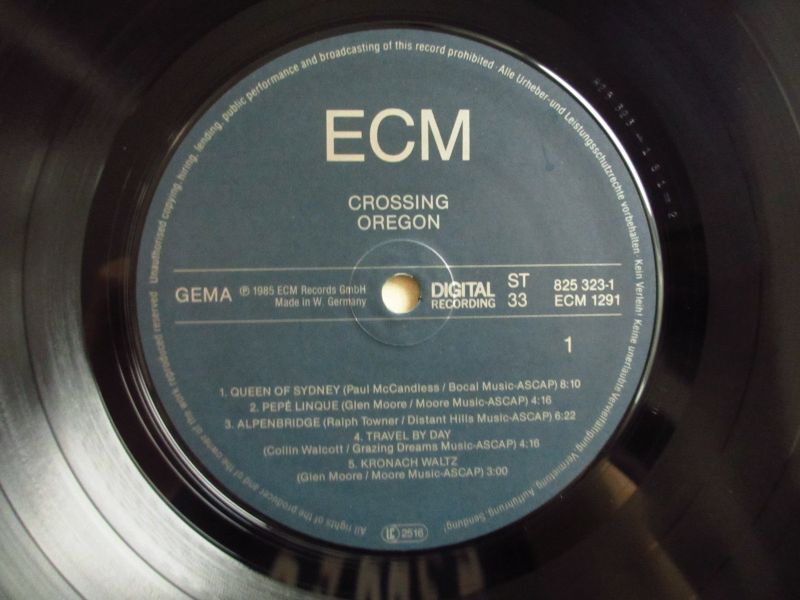 Unauthorised copying, hiring, lending, public performance and broadcasting of this record prohibited. Alle Urheber-und Leistungsschutzrechte vorbehalten. Kein Verleih! Keine unerlaubte Vervielfältigung, Vermietung, Aufführung, Sendung!
ECM
CROSSING
OREGON
GEMA
℗ 1985 ECM Records GmbH
Made in W. Germany
DIGITAL
RECORDING
ST
33
825 323-1
ECM 1291
1
1. QUEEN OF SYDNEY (Paul McCandless / Bocal Music-ASCAP) 8:10
2. PEPÉ LINQUE (Glen Moore / Moore Music-ASCAP) 4:16
3. ALPENBRIDGE (Ralph Towner / Distant Hills Music-ASCAP) 6:22
4. TRAVEL BY DAY
(Collin Walcott / Grazing Dreams Music-ASCAP) 4:16
5. KRONACH WALTZ
(Glen Moore / Moore Music-ASCAP) 3:00
All rights of the producer and of the owner of the work reproduced reserved
LC 2516